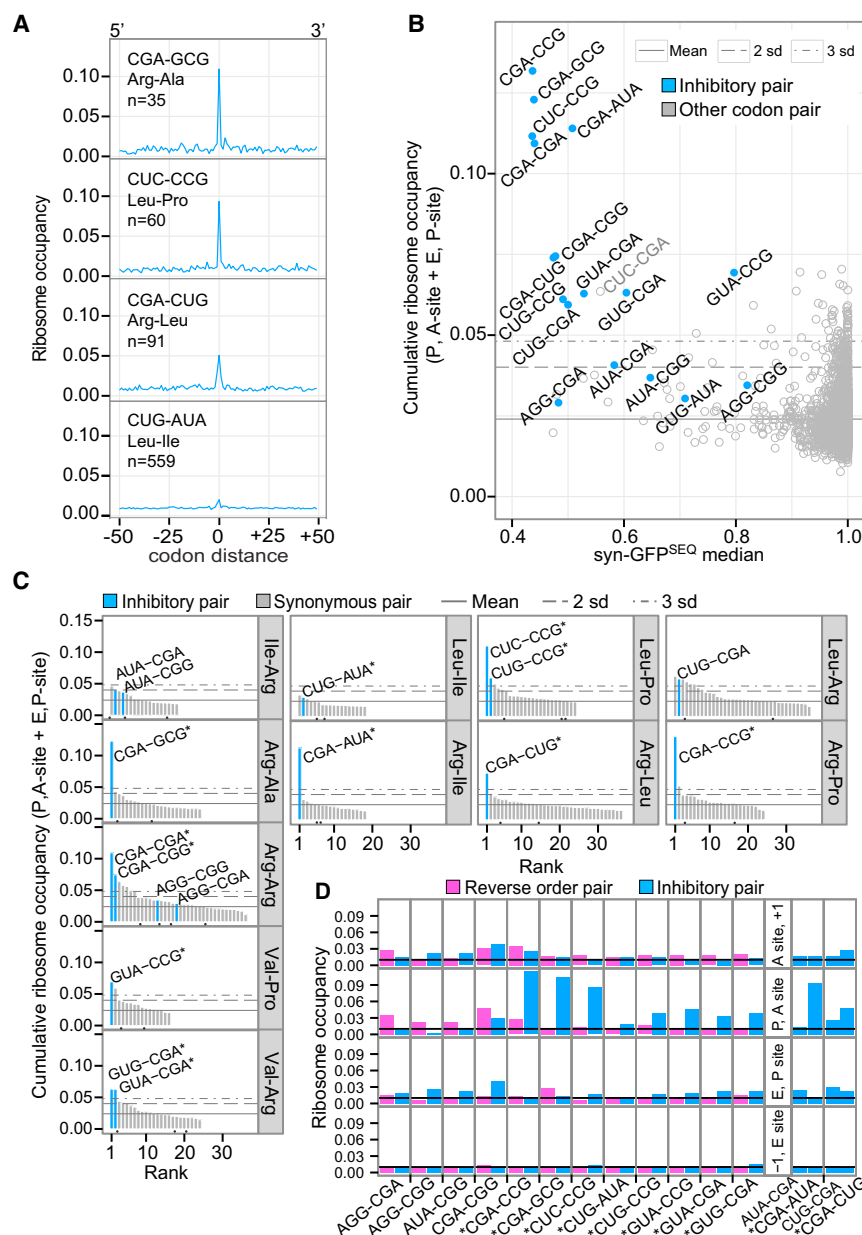 A
5’ 3’
CGA-GCG
Arg-Ala
n=35
CUC-CCG
Leu-Pro
n=60
CGA-CUG
Arg-Leu
n=91
CUG-AUA
Leu-Ile
n=559
0.10
0.05
0.00
0.10
0.05
0.00
0.10
0.05
0.00
0.10
0.05
0.00
Ribosome occupancy
-50 -25 0 +25 +50
codon distance
B
Mean 2 sd 3 sd
Inhibitory pair
Other codon pair
CGA-CCG
CGA-GCG
CUC-CCG
CGA-AUA
CGA-CGA
CGA-CGG
CGA-CUG
GUA-CGA
CUC-CGA
CUG-CCG
CUG-CGA
GUG-CGA
GUA-CCG
AGG-CGA
AUA-CGA
AUA-CGG
CUG-AUA
AGG-CGG
0.10
0.05
0.00
Cumulative ribosome occupancy
(P, A-site + E, P-site)
0.4 0.6 0.8 1.0
syn-GFPSEQ median
C
Inhibitory pair Synonymous pair Mean 2 sd 3 sd
Cumulative ribosome occupancy (P,A-site + E,P-site)
0.15
0.10
0.05
0.00
AUA−CGA
AUA−CGG
Ile-Arg
CUG−AUA*
Leu-Ile
CUC−CCG*
CUG−CCG*
Leu-Pro
CUG−CGA
Leu-Arg
0.15
0.10
0.05
0.00
CGA−GCG*
Arg-Ala
CGA−AUA*
Arg-Ile
CGA−CUG*
Arg-Leu
CGA−CCG*
Arg-Pro
1 10 20 30
1 10 20 30
1 10 20 30
Rank
0.15
0.10
0.05
0.00
CGA−CGA*
CGA−CGG*
AGG−CGG
AGG−CGA
Arg-Arg
0.15
0.10
0.05
0.00
GUA−CCG*
Val-Pro
0.15
0.10
0.05
0.00
GUG−CGA*
GUA−CGA*
Val-Arg
1 10 20 30
Rank
D
Reverse order pair Inhibitory pair
Ribosome occupancy
0.09
0.06
0.03
0.00
A site, +1
0.09
0.06
0.03
0.00
P, A site
0.09
0.06
0.03
0.00
E, P site
0.09
0.06
0.03
0.00
−1, E site
AGG-CGA
AGG-CGG
AUA-CGG
CGA-CGG
*CGA-CCG
*CGA-GCG
*CUC-CCG
*CUG-AUA
*CUG-CCG
*GUA-CCG
*GUA-CGA
*GUG-CGA
AUA-CGA
*CGA-AUA
CUG-CGA
*CGA-CUG